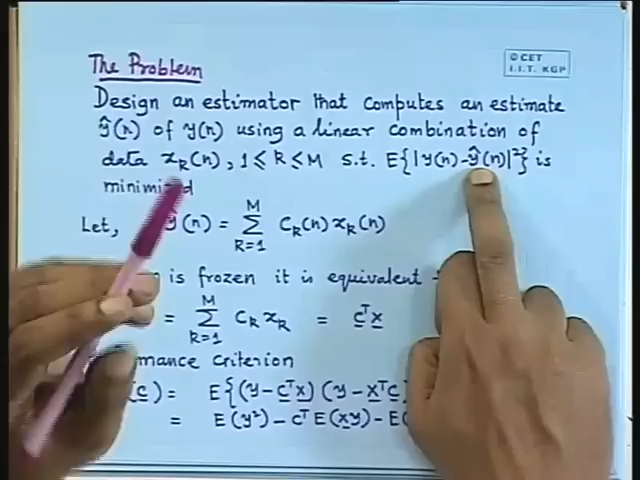 The Problem
© CET
I.I.T. KGP
Design an estimator that computes an estimate
ŷ(n) of y(n) using a linear combination of
data x_k(n), 1 ≤ k ≤ M s.t. E{|y(n)-ŷ(n)|²} is
minimized
Let, (n) = Σ_{k=1}^{M} c_k(n) x_k(n)
is frozen it is equivalent
= Σ_{k=1}^{M} c_k x_k = c^T x
mance criterion
(c) = E{(y - c^T x) (y - x^T c
= E(y²) - c^T E(xy) - E(